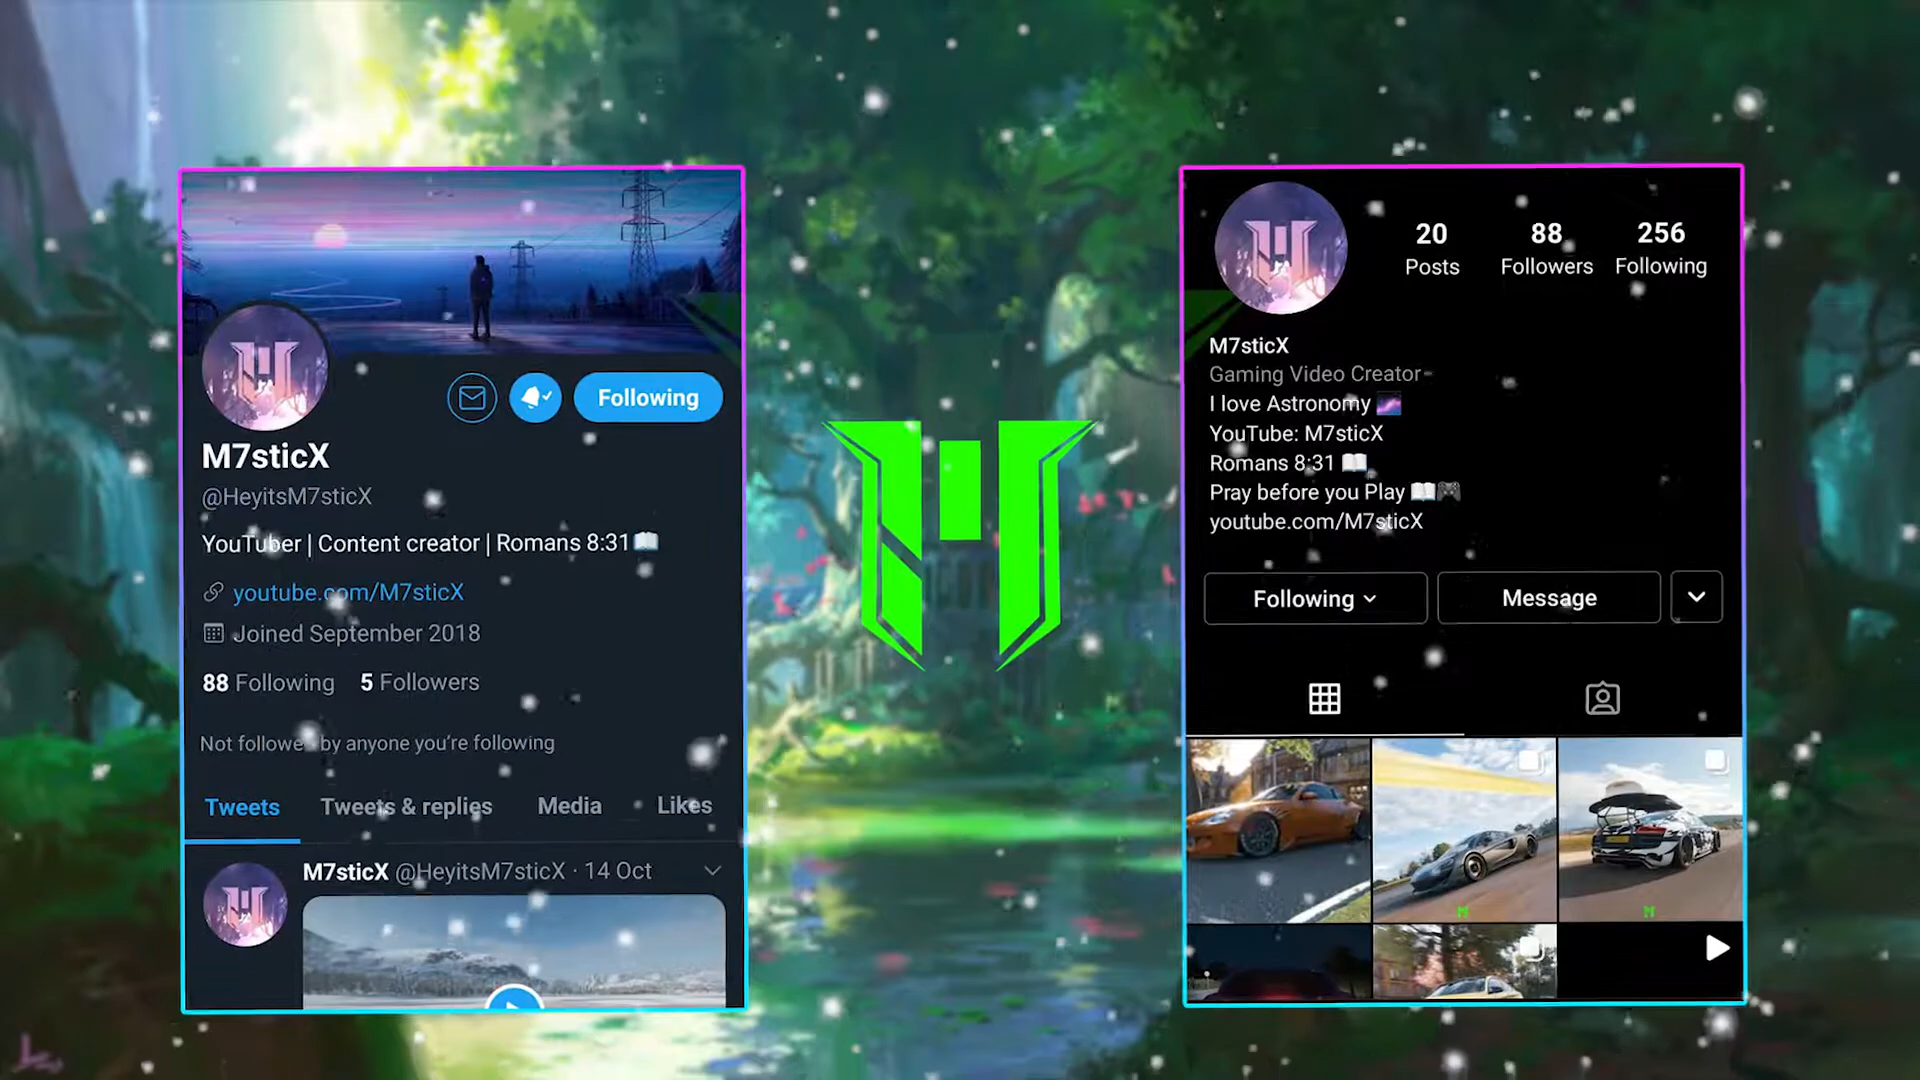 Following
M7sticX
@HeyitsM7sticX
YouTuber | Content creator | Romans 8:31
youtube.com/M7sticX
Joined September 2018
88 Following 5 Followers
Not followed by anyone you're following
Tweets Tweets & replies Media Likes
M7sticX @HeyitsM7sticX · 14 Oct
20 88 256
Posts Followers Following
M7sticX
Gaming Video Creator
I love Astronomy
YouTube: M7sticX
Romans 8:31
Pray before you Play
youtube.com/M7sticX
Following Message